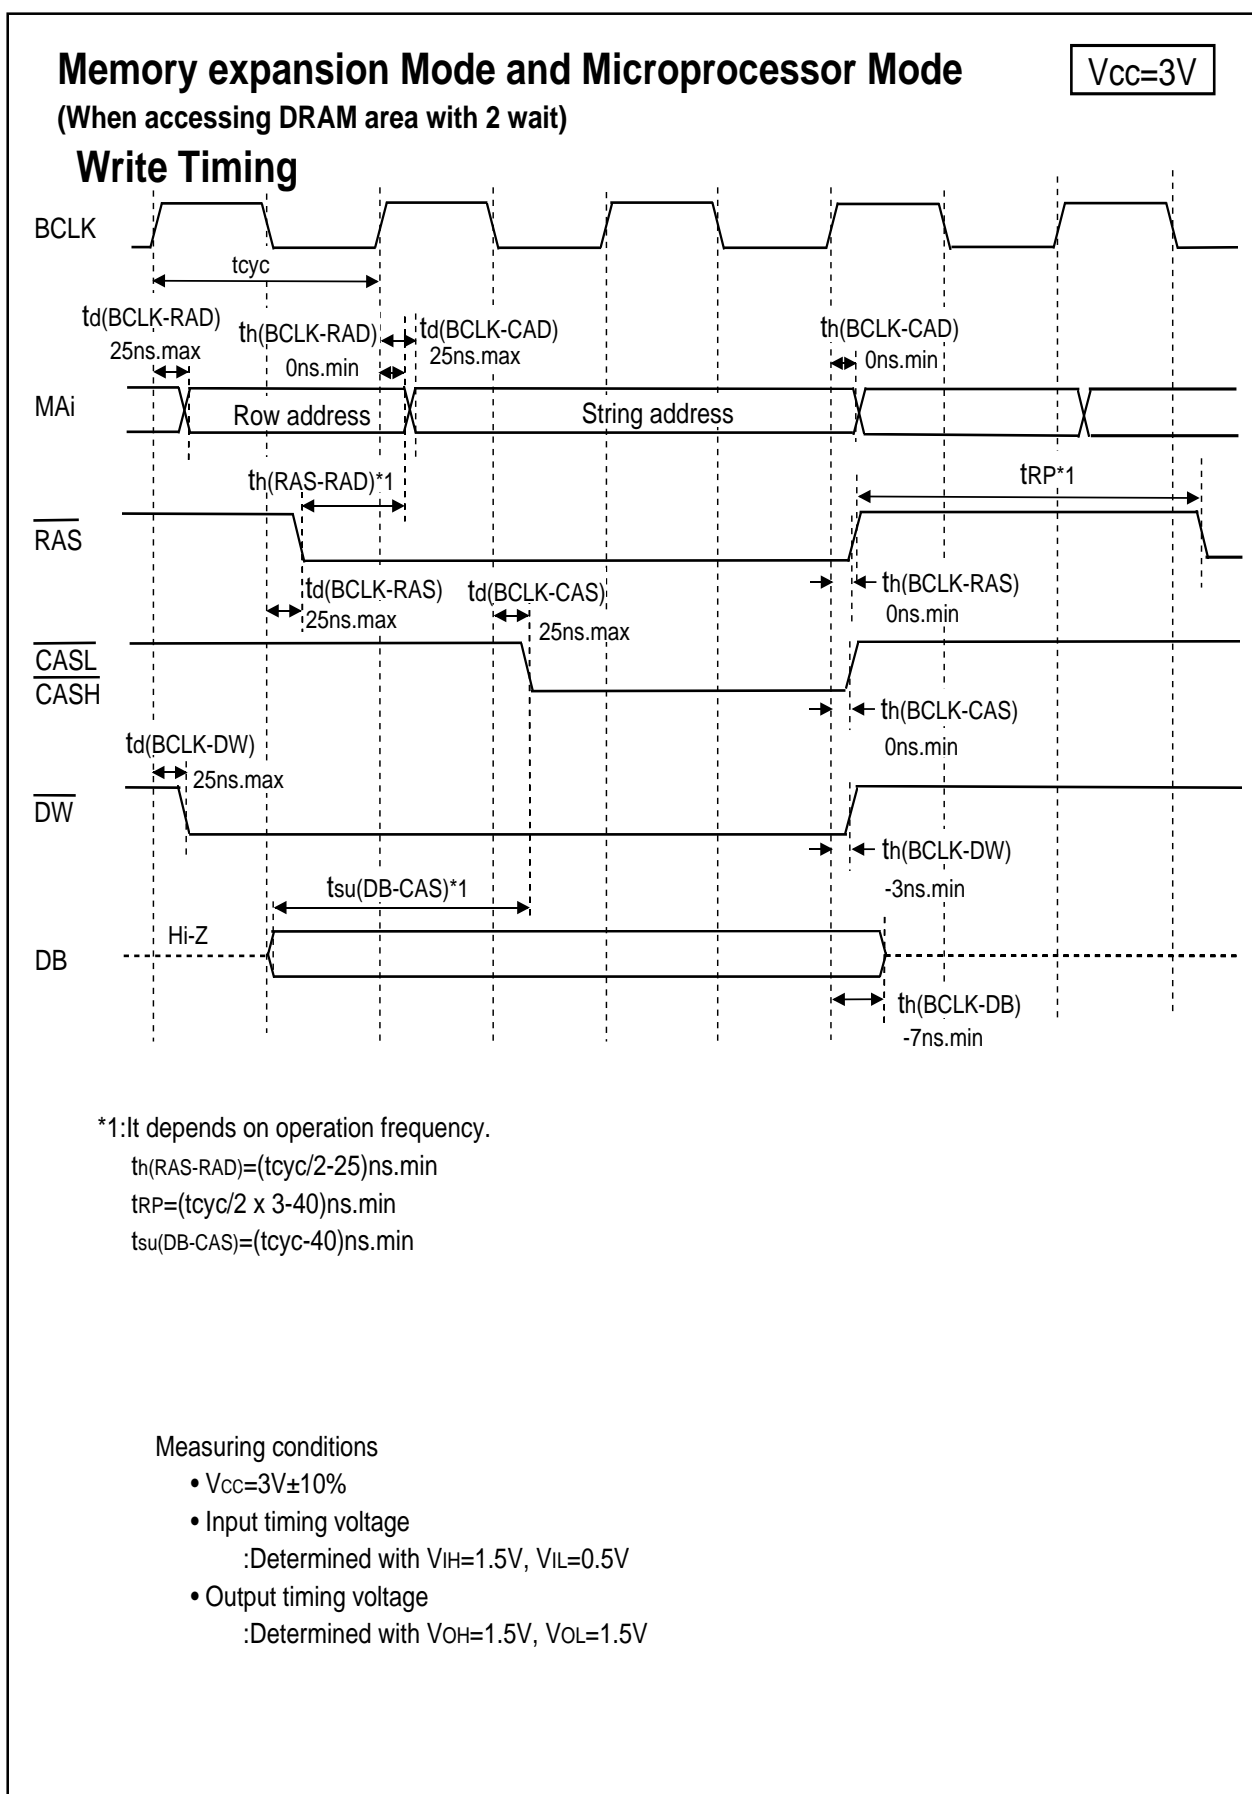 Memory expansion Mode and Microprocessor Mode
Vcc=3V
(When accessing DRAM area with 2 wait)
Write Timing
BCLK
tcyc
td(BCLK-RAD)
25ns.max
th(BCLK-RAD)
0ns.min
td(BCLK-CAD)
25ns.max
th(BCLK-CAD)
0ns.min
MAi
Row address
String address
th(RAS-RAD)*1
tRP*1
RAS
td(BCLK-RAS)
25ns.max
td(BCLK-CAS)
25ns.max
th(BCLK-RAS)
0ns.min
CASL
CASH
th(BCLK-CAS)
0ns.min
td(BCLK-DW)
25ns.max
DW
th(BCLK-DW)
-3ns.min
tsu(DB-CAS)*1
Hi-Z
DB
th(BCLK-DB)
-7ns.min
*1:It depends on operation frequency.
th(RAS-RAD)=(tcyc/2-25)ns.min
tRP=(tcyc/2 x 3-40)ns.min
tsu(DB-CAS)=(tcyc-40)ns.min
Measuring conditions
• VCC=3V±10%
• Input timing voltage
:Determined with VIH=1.5V, VIL=0.5V
• Output timing voltage
:Determined with VOH=1.5V, VOL=1.5V